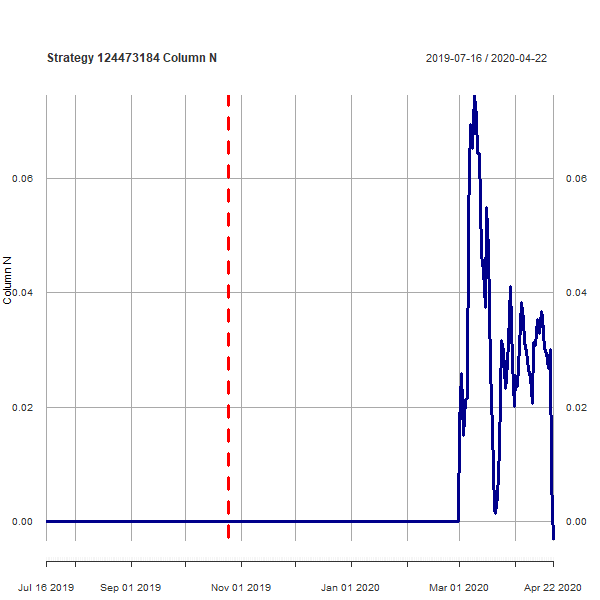 Strategy 124473184 Column N
2019-07-16 / 2020-04-22
0.06
0.06
Column N
0.04
0.04
0.02
0.02
0.00
0.00
Jul 16 2019
Sep 01 2019
Nov 01 2019
Jan 01 2020
Mar 01 2020
Apr 22 2020